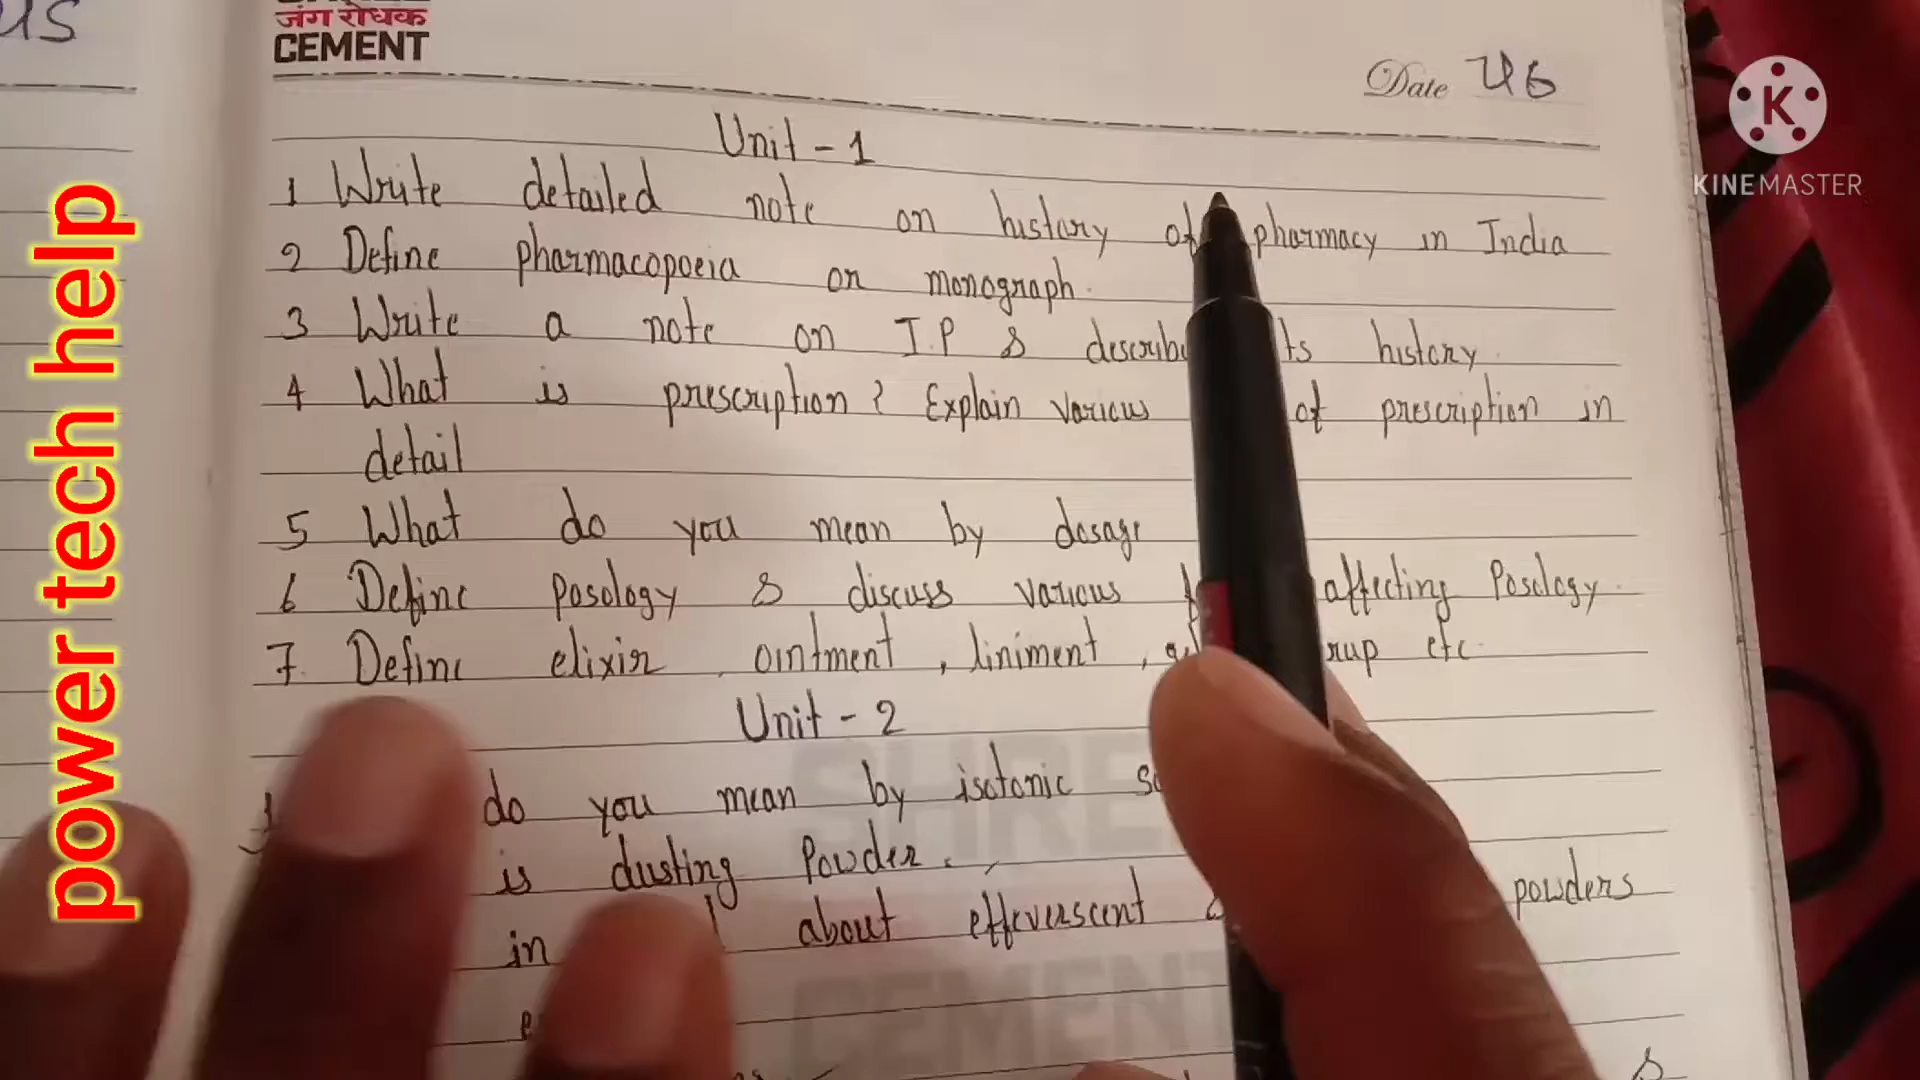 US
जंग रोधक
CEMENT
Date 46
KINEMASTER
power tech help
Unit - 1
1 Write detailed note on history of pharmacy in India
2 Define pharmacopoeia or monograph.
3 Write a note on I.P & describe its history.
4 What is prescription? Explain various of prescription in
detail
5 What do you mean by dosage
6 Define posology & discuss various affecting Posology.
7. Define elixir, ointment, liniment, etc.
Unit - 2
do you mean by isotonic
is dusting Powder.
in about effeverscent powders